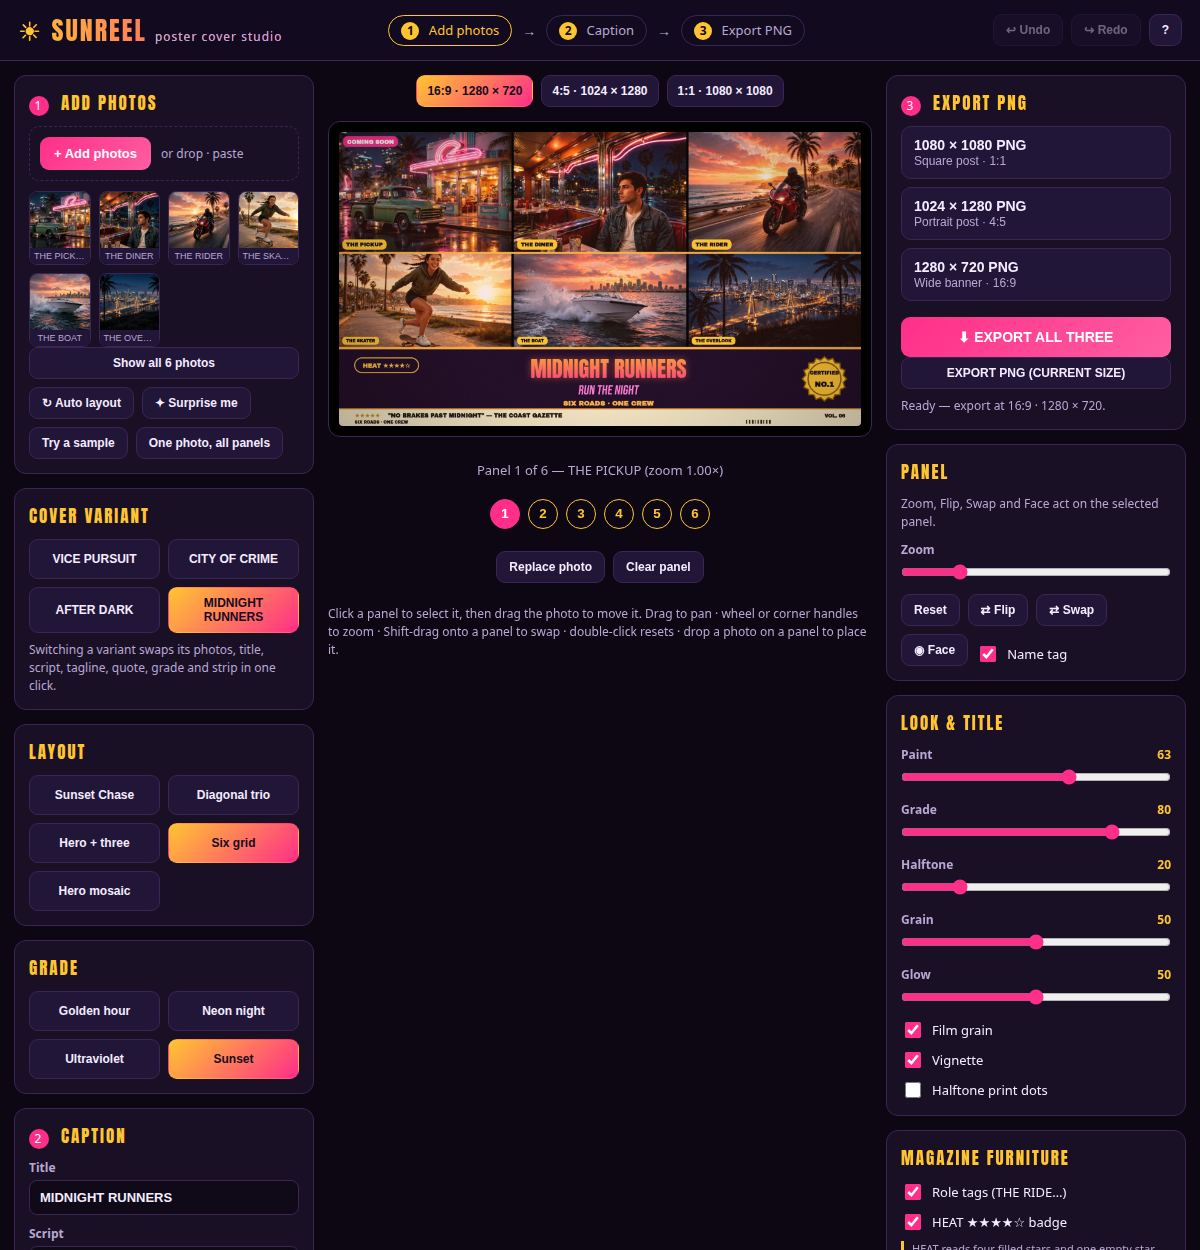 ☀ SUNREEL poster cover studio
1 Add photos → 2 Caption → 3 Export PNG
↩ Undo ↪ Redo ?
1 ADD PHOTOS
+ Add photos or drop · paste
THE PICK… THE DINER THE RIDER THE SKA…
THE BOAT THE OVE…
Show all 6 photos
↻ Auto layout ✦ Surprise me
Try a sample One photo, all panels
COVER VARIANT
VICE PURSUIT CITY OF CRIME
AFTER DARK MIDNIGHT RUNNERS
Switching a variant swaps its photos, title,
script, tagline, quote, grade and strip in one
click.
LAYOUT
Sunset Chase Diagonal trio
Hero + three Six grid
Hero mosaic
GRADE
Golden hour Neon night
Ultraviolet Sunset
2 CAPTION
Title
MIDNIGHT RUNNERS
Script
16:9 · 1280 × 720 4:5 · 1024 × 1280 1:1 · 1080 × 1080
COMING SOON
THE PICKUP THE DINER THE RIDER
THE SKATER THE BOAT THE OVERLOOK
HEAT ★★★★☆
MIDNIGHT RUNNERS
RUN THE NIGHT
SIX ROADS · ONE CREW
CERTIFIED
NO.1
★★★★★ "NO BRAKES PAST MIDNIGHT" — THE COAST GAZETTE
SIX ROADS · ONE CREW
Panel 1 of 6 — THE PICKUP (zoom 1.00×)
1 2 3 4 5 6
Replace photo Clear panel
Click a panel to select it, then drag the photo to move it. Drag to pan · wheel or corner handles
to zoom · Shift-drag onto a panel to swap · double-click resets · drop a photo on a panel to place
it.
3 EXPORT PNG
1080 × 1080 PNG
Square post · 1:1
1024 × 1280 PNG
Portrait post · 4:5
1280 × 720 PNG
Wide banner · 16:9
⬇ EXPORT ALL THREE
EXPORT PNG (CURRENT SIZE)
Ready — export at 16:9 · 1280 × 720.
PANEL
Zoom, Flip, Swap and Face act on the selected
panel.
Zoom
Reset ⇄ Flip ⇄ Swap
◉ Face Name tag
LOOK & TITLE
Paint 63
Grade 80
Halftone 20
Grain 50
Glow 50
Film grain
Vignette
Halftone print dots
MAGAZINE FURNITURE
Role tags (THE RIDE…)
HEAT ★★★★☆ badge
HEAT reads four filled stars and one empty star